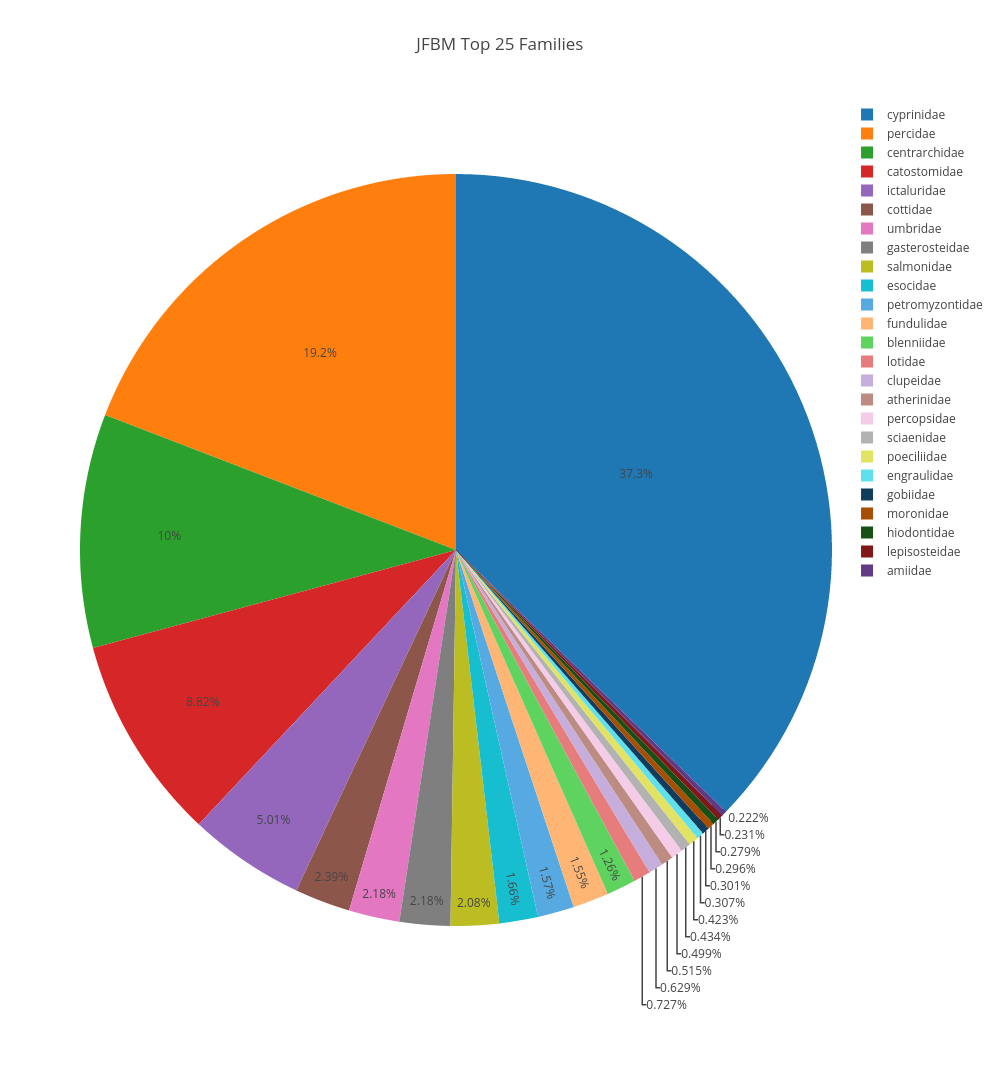 JFBM Top 25 Families
cyprinidae
percidae
centrarchidae
catostomidae
ictaluridae
cottidae
umbridae
gasterosteidae
salmonidae
esocidae
petromyzontidae
fundulidae
blenniidae
lotidae
clupeidae
atherinidae
percopsidae
sciaenidae
poeciliidae
engraulidae
gobiidae
moronidae
hiodontidae
lepisosteidae
amiidae
37.3%
19.2%
10%
8.82%
5.01%
2.39%
2.18%
2.18%
2.08%
1.66%
1.57%
1.55%
1.26%
0.222%
0.231%
0.279%
0.296%
0.301%
0.307%
0.423%
0.434%
0.499%
0.515%
0.629%
0.727%